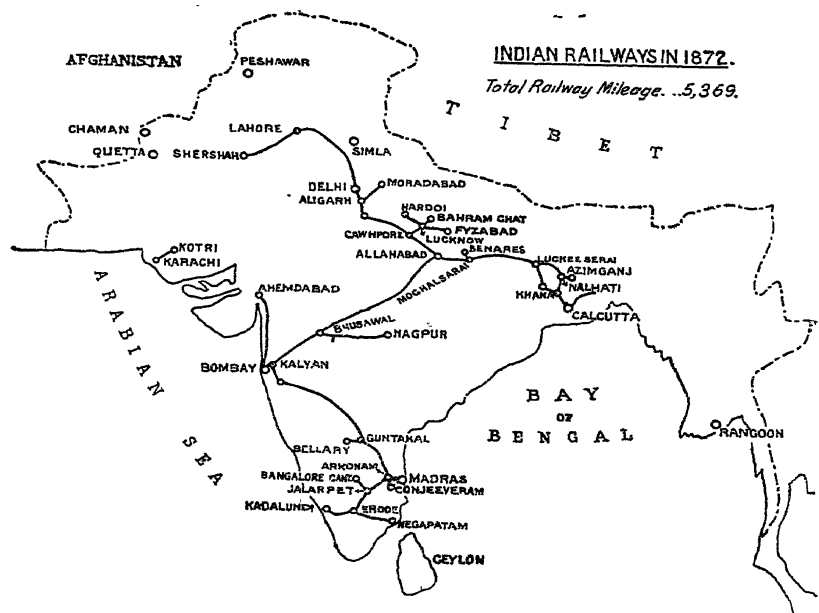 INDIAN RAILWAYS IN 1872.
Total Railway Mileage. ..5,369.
AFGHANISTAN
PESHAWAR
TIBET
CHAMAN
LAHORE
QUETTA
SHERSHAH
SIMLA
DELHI
MORADABAD
ALIGARH
HARDOI
BAHRAM GHAT
FYZABAD
CAWNPORE
LUCKNOW
BENARES
ALLAHABAD
MOGHALSARAI
LUCKEESERAI
AZIMGANJ
NALHATI
KHANA
CALCUTTA
KOTRI
KARACHI
AHEMDABAD
ARABIAN SEA
BHUSAWAL
NAGPUR
BOMBAY
KALYAN
BAY
OF
BENGAL
RANGOON
BELLARY
GUNTAKAL
ARKONAM
MADRAS
BANGALORE CANT.
CONJEEVERAM
JALARPET
KADALUNDI
ERODE
NEGAPATAM
CEYLON